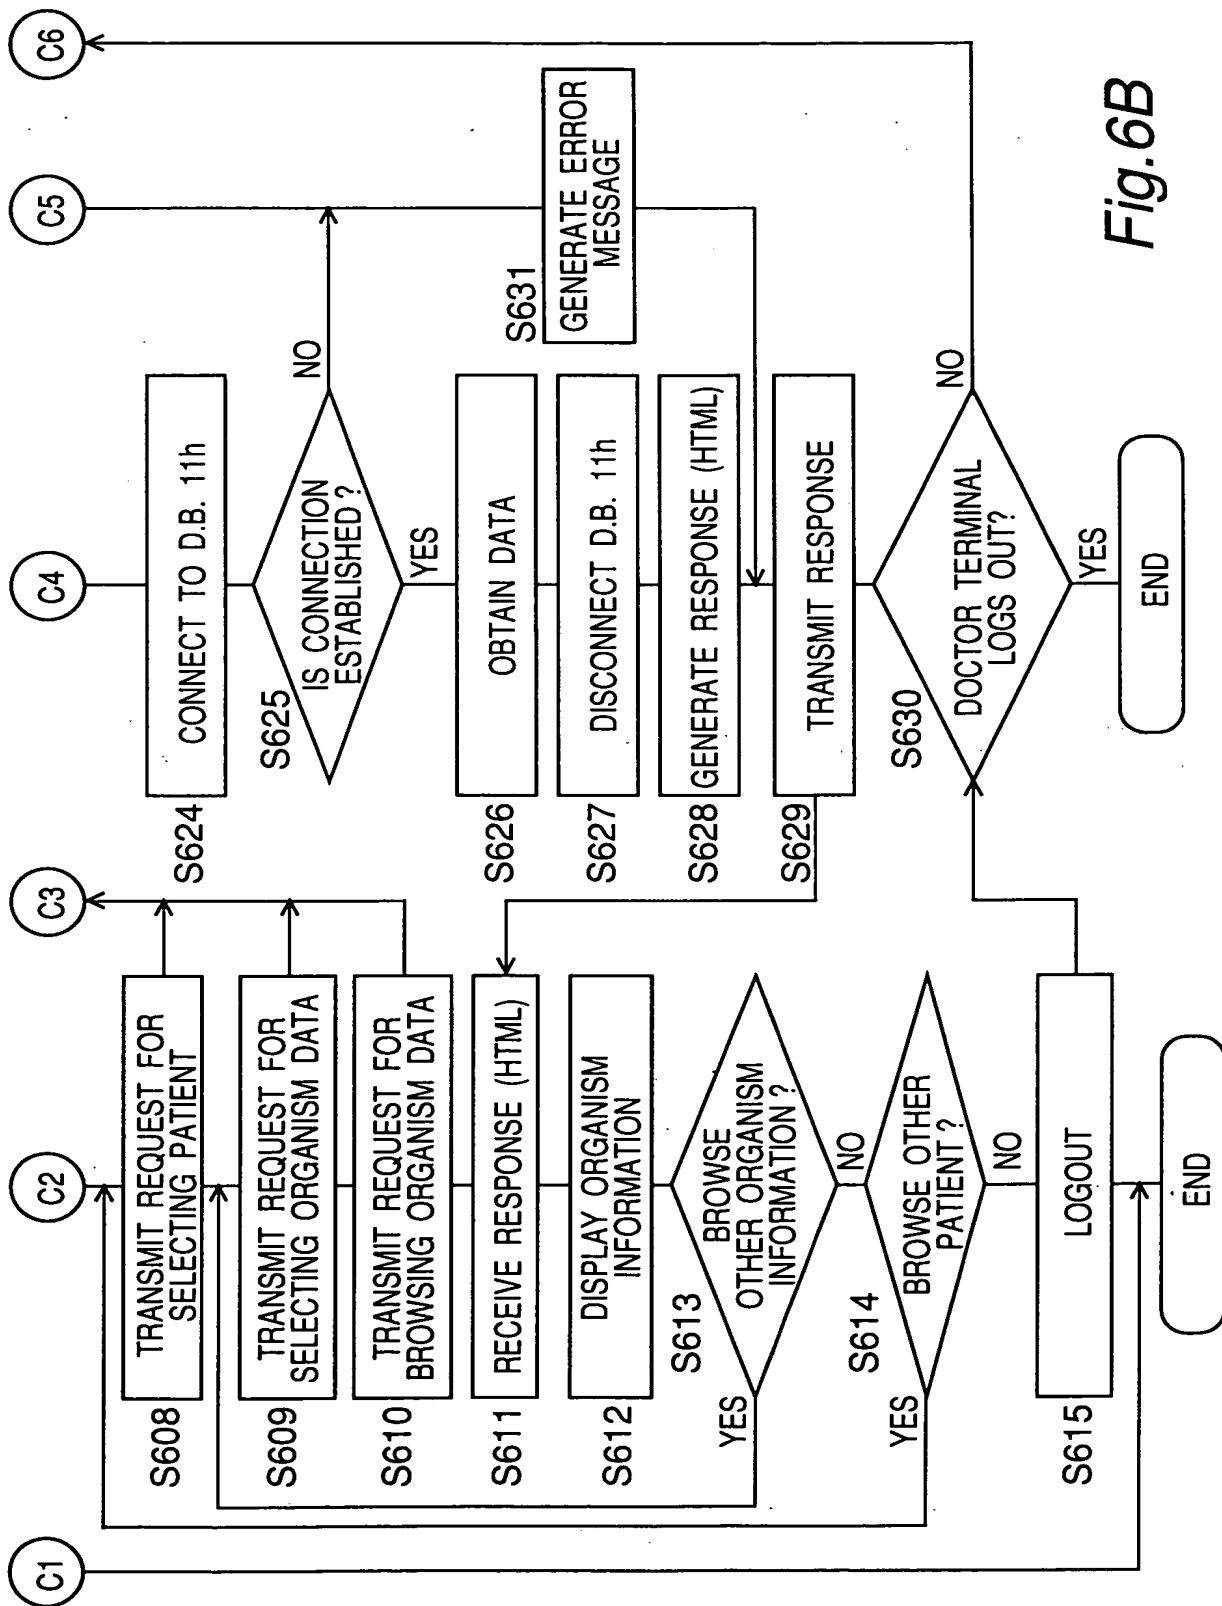 C1
C2
C3
C4
C5
C6
S608
TRANSMIT REQUEST FOR
SELECTING PATIENT
S609
TRANSMIT REQUEST FOR
SELECTING ORGANISM DATA
S610
TRANSMIT REQUEST FOR
BROWSING ORGANISM DATA
S611
RECEIVE RESPONSE (HTML)
S612
DISPLAY ORGANISM
INFORMATION
S613
BROWSE
OTHER ORGANISM
INFORMATION ?
YES
NO
S614
BROWSE OTHER
PATIENT ?
YES
NO
S615
LOGOUT
END
S624
CONNECT TO D.B. 11h
S625
IS CONNECTION
ESTABLISHED ?
NO
YES
S626
OBTAIN DATA
S627
DISCONNECT D.B. 11h
S628
GENERATE RESPONSE (HTML)
S629
TRANSMIT RESPONSE
S630
DOCTOR TERMINAL
LOGS OUT?
NO
YES
END
S631
GENERATE ERROR
MESSAGE
Fig.6B